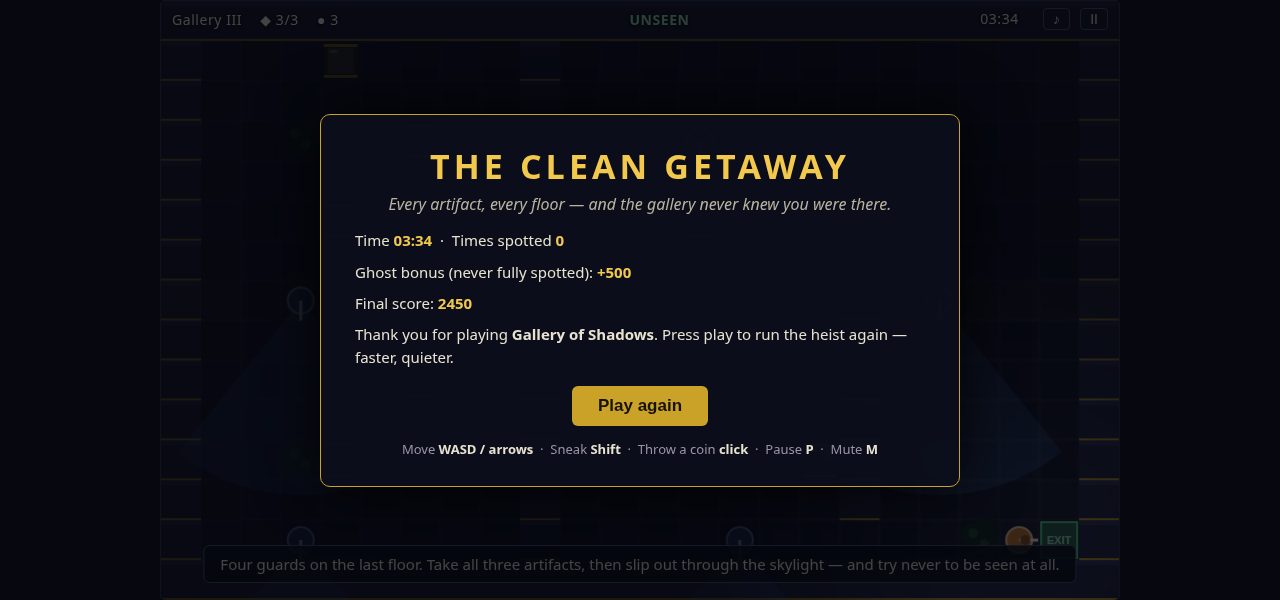 Gallery III ◆ 3/3 ● 3 UNSEEN 03:34 ♪ II
THE CLEAN GETAWAY
Every artifact, every floor — and the gallery never knew you were there.
Time 03:34 · Times spotted 0
Ghost bonus (never fully spotted): +500
Final score: 2450
Thank you for playing Gallery of Shadows. Press play to run the heist again —
faster, quieter.
Play again
Move WASD / arrows · Sneak Shift · Throw a coin click · Pause P · Mute M
EXIT
Four guards on the last floor. Take all three artifacts, then slip out through the skylight — and try never to be seen at all.